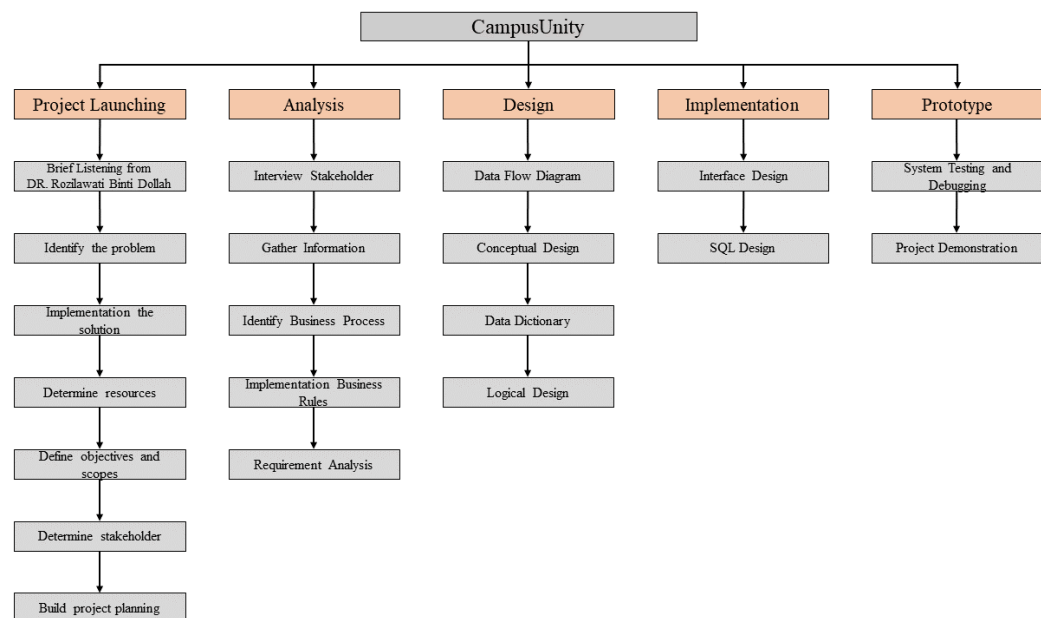 CampusUnity
Project Launching
Analysis
Design
Implementation
Prototype
Brief Listening from
DR. Rozilawati Binti Dollah
Identify the problem
Implementation the
solution
Determine resources
Define objectives and
scopes
Determine stakeholder
Build project planning
Interview Stakeholder
Gather Information
Identify Business Process
Implementation Business
Rules
Requirement Analysis
Data Flow Diagram
Conceptual Design
Data Dictionary
Logical Design
Interface Design
SQL Design
System Testing and
Debugging
Project Demonstration